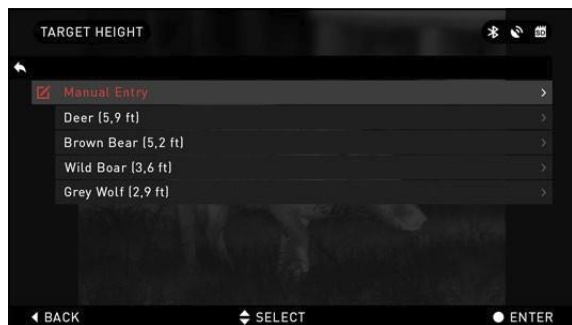 TARGET HEIGHT SD
Manual Entry
Deer (5,9 ft)
Brown Bear (5,2 ft)
Wild Boar (3,6 ft)
Grey Wolf (2,9 ft)
BACK SELECT ENTER